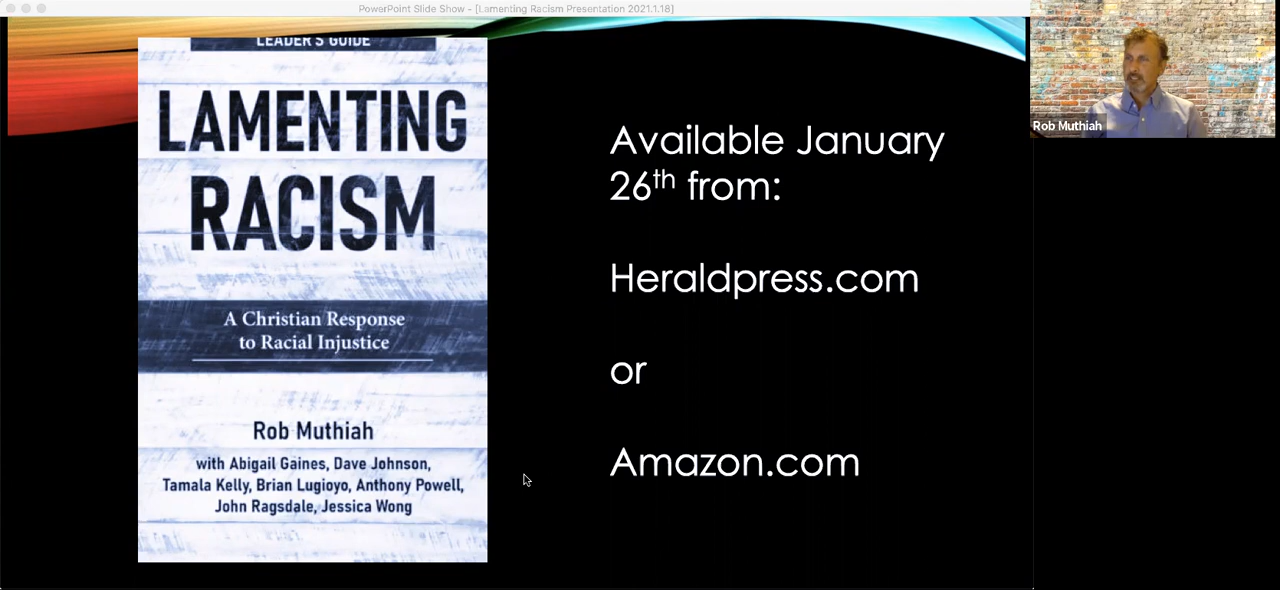 PowerPoint Slide Show - [Lamenting Racism Presentation 2021.1.18]
LEADER'S GUIDE
LAMENTING
RACISM
A Christian Response
to Racial Injustice
Rob Muthiah
with Abigail Gaines, Dave Johnson,
Tamala Kelly, Brian Lugioyo, Anthony Powell,
John Ragsdale, Jessica Wong
Available January
26th from:
Heraldpress.com
or
Amazon.com
Rob Muthiah